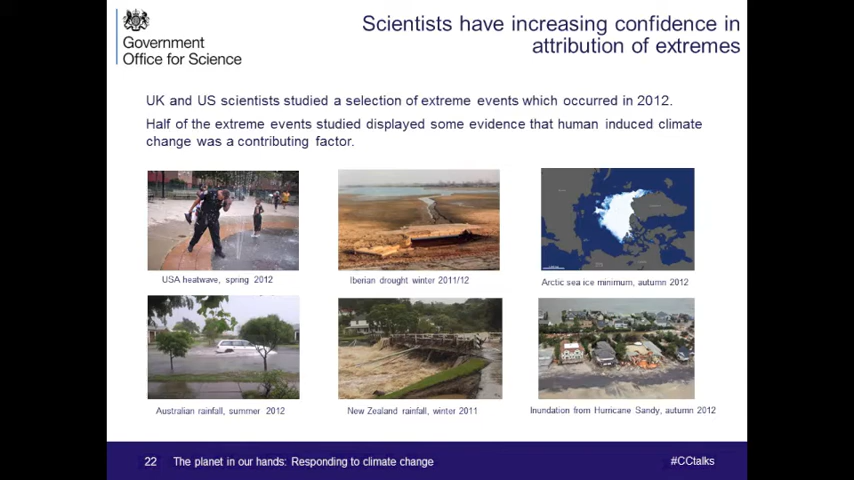 Government
Office for Science
Scientists have increasing confidence in
attribution of extremes
UK and US scientists studied a selection of extreme events which occurred in 2012.
Half of the extreme events studied displayed some evidence that human induced climate
change was a contributing factor.
USA heatwave, spring 2012
Iberian drought winter 2011/12
Arctic sea ice minimum, autumn 2012
Australian rainfall, summer 2012
New Zealand rainfall, winter 2011
Inundation from Hurricane Sandy, autumn 2012
22 The planet in our hands: Responding to climate change
#CCtalks